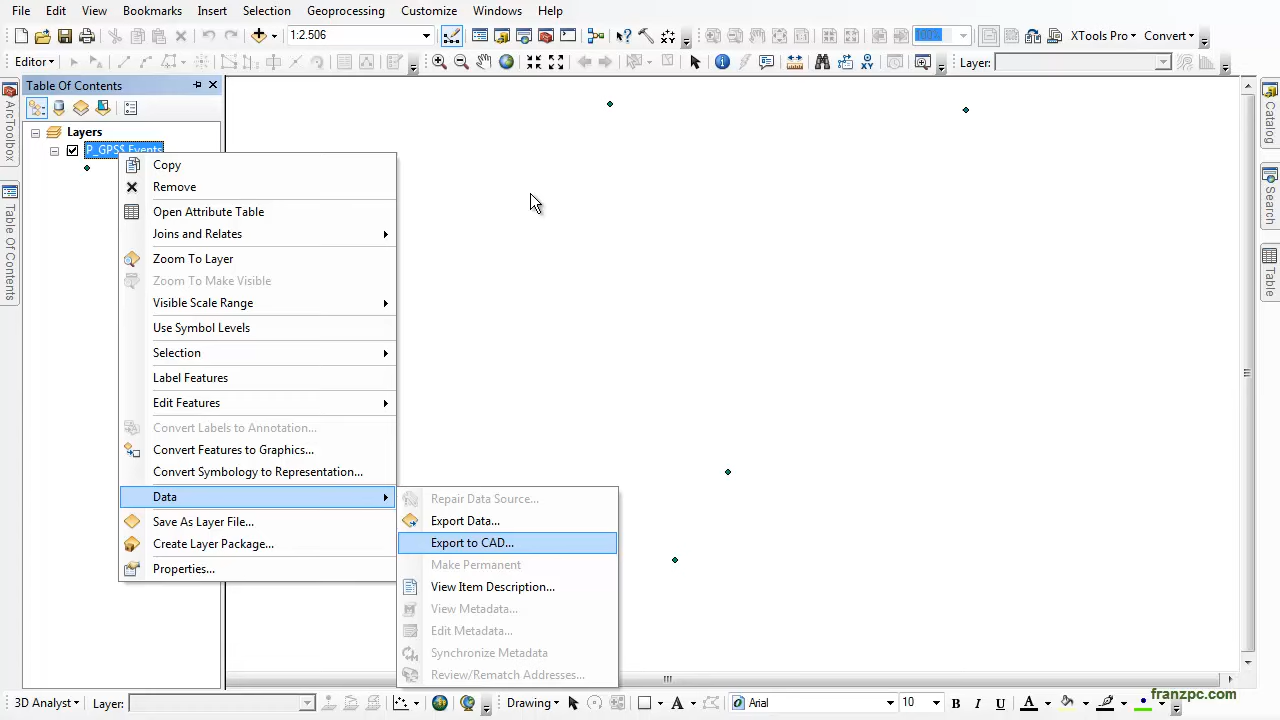 File Edit View Bookmarks Insert Selection Geoprocessing Customize Windows Help
1:2.506 100% XTools Pro Convert
Editor Layer:
Table Of Contents
ArcToolbox
Table Of Contents
Layers
P_GPS$ Events
Copy
Remove
Open Attribute Table
Joins and Relates
Zoom To Layer
Zoom To Make Visible
Visible Scale Range
Use Symbol Levels
Selection
Label Features
Edit Features
Convert Labels to Annotation...
Convert Features to Graphics...
Convert Symbology to Representation...
Data
Save As Layer File...
Create Layer Package...
Properties...
Repair Data Source...
Export Data...
Export to CAD...
Make Permanent
View Item Description...
View Metadata...
Edit Metadata...
Synchronize Metadata
Review/Rematch Addresses...
Catalog
Search
Table
franzpc.com
3D Analyst Layer: Drawing A Arial 10 B I U A